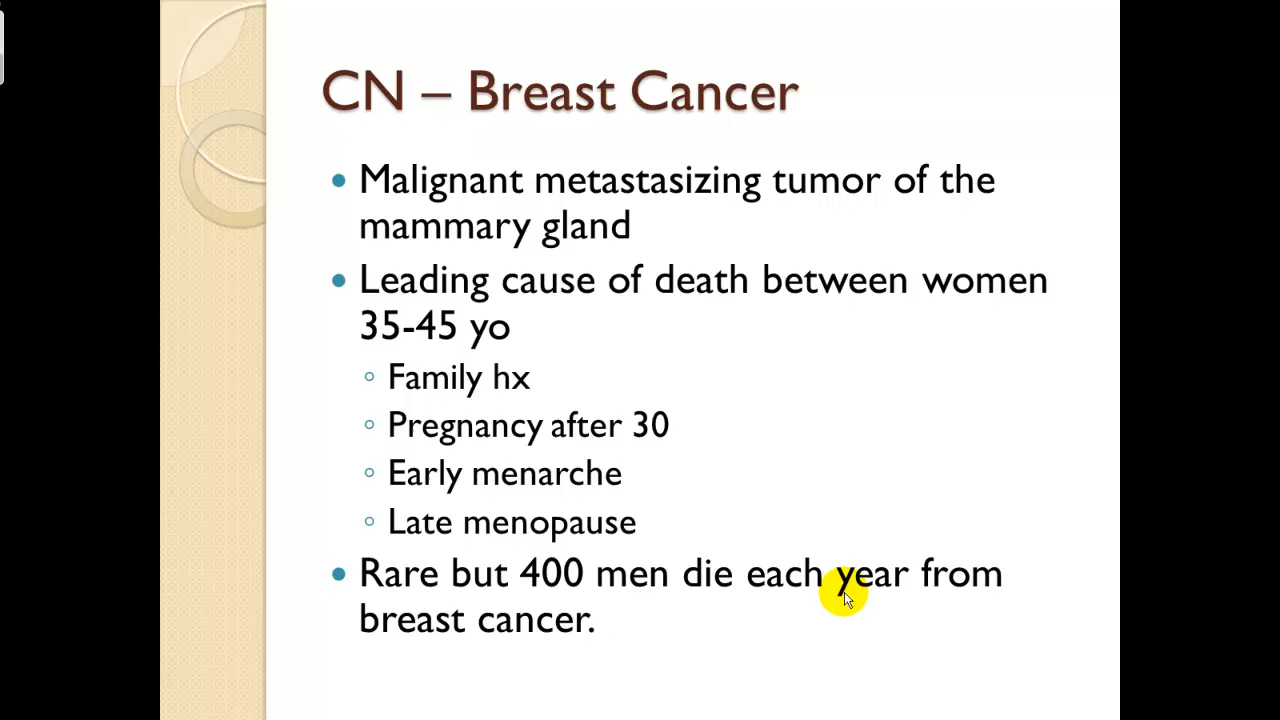 CN – Breast Cancer
• Malignant metastasizing tumor of the
mammary gland
• Leading cause of death between women
35-45 yo
◦ Family hx
◦ Pregnancy after 30
◦ Early menarche
◦ Late menopause
• Rare but 400 men die each year from
breast cancer.